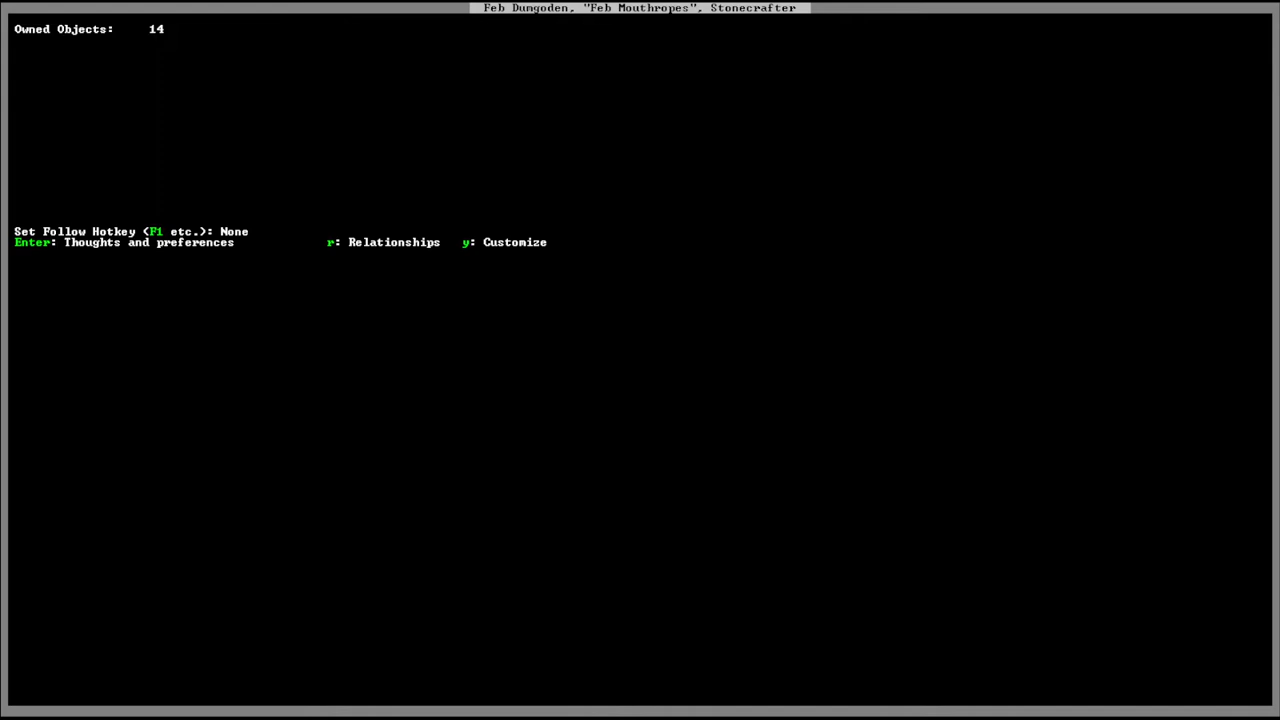 Feb Dumgoden, "Feb Mouthropes", Stonecrafter
Owned Objects: 14
Set Follow Hotkey (F1 etc.): None
Enter: Thoughts and preferences r: Relationships y: Customize